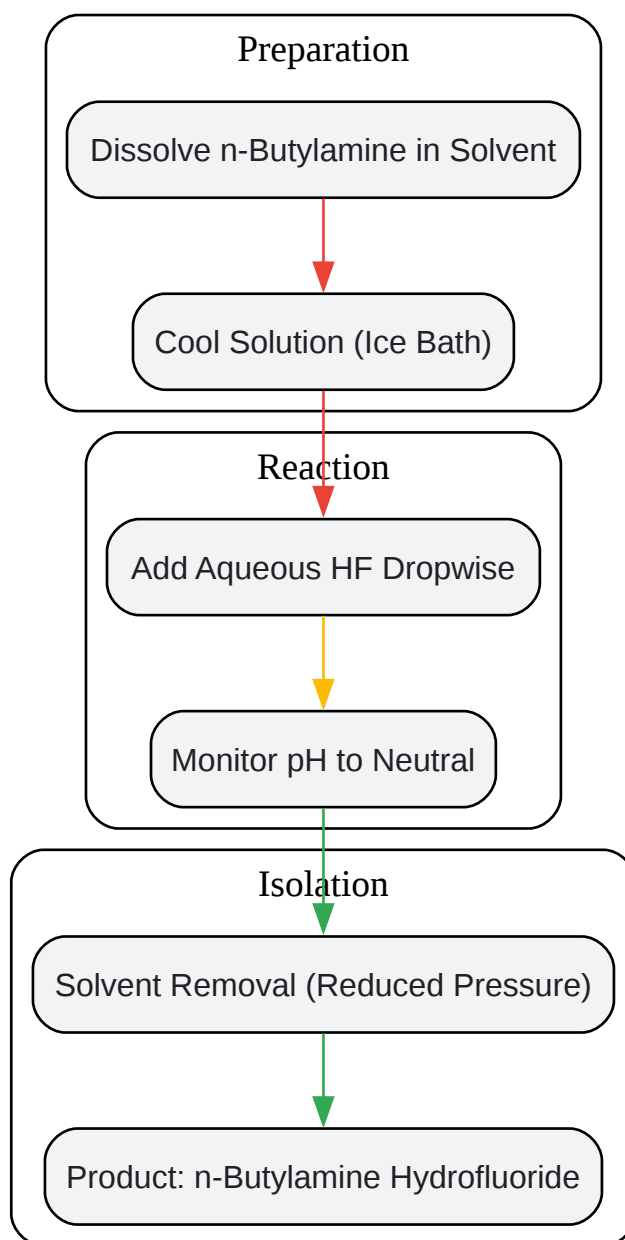 Preparation
Dissolve n-Butylamine in Solvent
Cool Solution (Ice Bath)
Reaction
Add Aqueous HF Dropwise
Monitor pH to Neutral
Isolation
Solvent Removal (Reduced Pressure)
Product: n-Butylamine Hydrofluoride